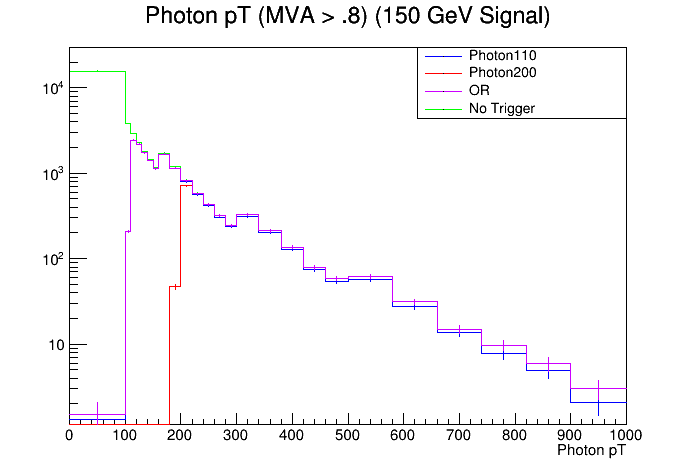 Photon pT (MVA > .8) (150 GeV Signal)
Photon110
Photon200
OR
No Trigger
10⁴
10³
10²
10
0 100 200 300 400 500 600 700 800 900 1000
Photon pT